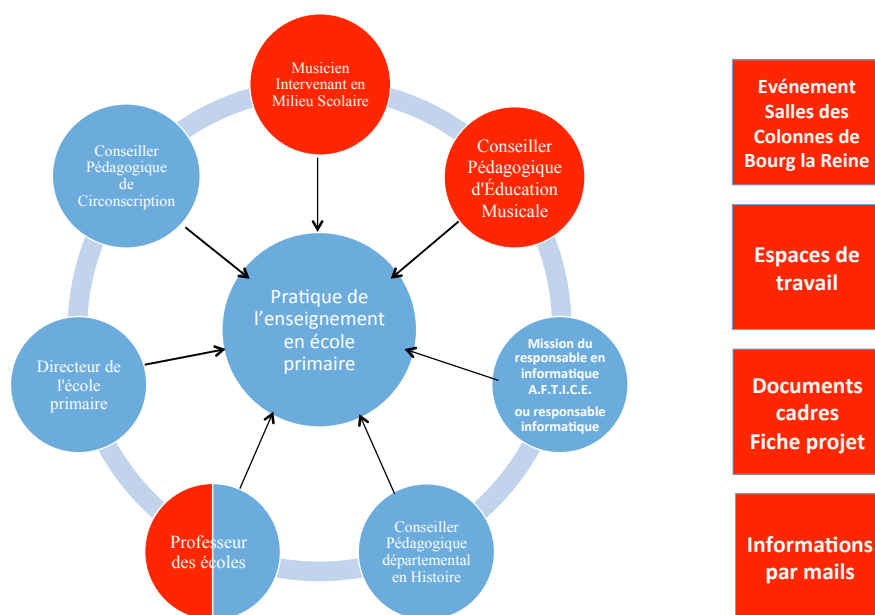 Musicien
Intervenant en
Milieu Scolaire
Conseiller
Pédagogique
d'Éducation
Musicale
Mission du
responsable en
informatique
A.F.T.I.C.E.
ou responsable
informatique
Conseiller
Pédagogique
départemental
en Histoire
Professeur
des écoles
Directeur de
l'école
primaire
Conseiller
Pédagogique
de
Circonscription
Pratique de
l’enseignement
en école
primaire
Evénement
Salles des
Colonnes de
Bourg la Reine
Espaces de
travail
Documents
cadres
Fiche projet
Informations
par mails